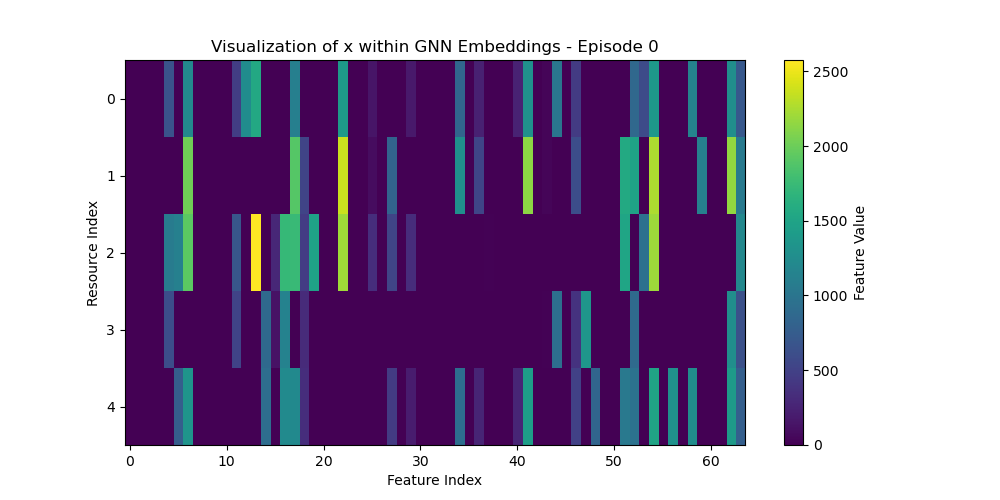 Visualization of x within GNN Embeddings - Episode 0
0
1
2
3
4
Resource Index
0 10 20 30 40 50 60
Feature Index
2500
2000
1500
1000
500
0
Feature Value